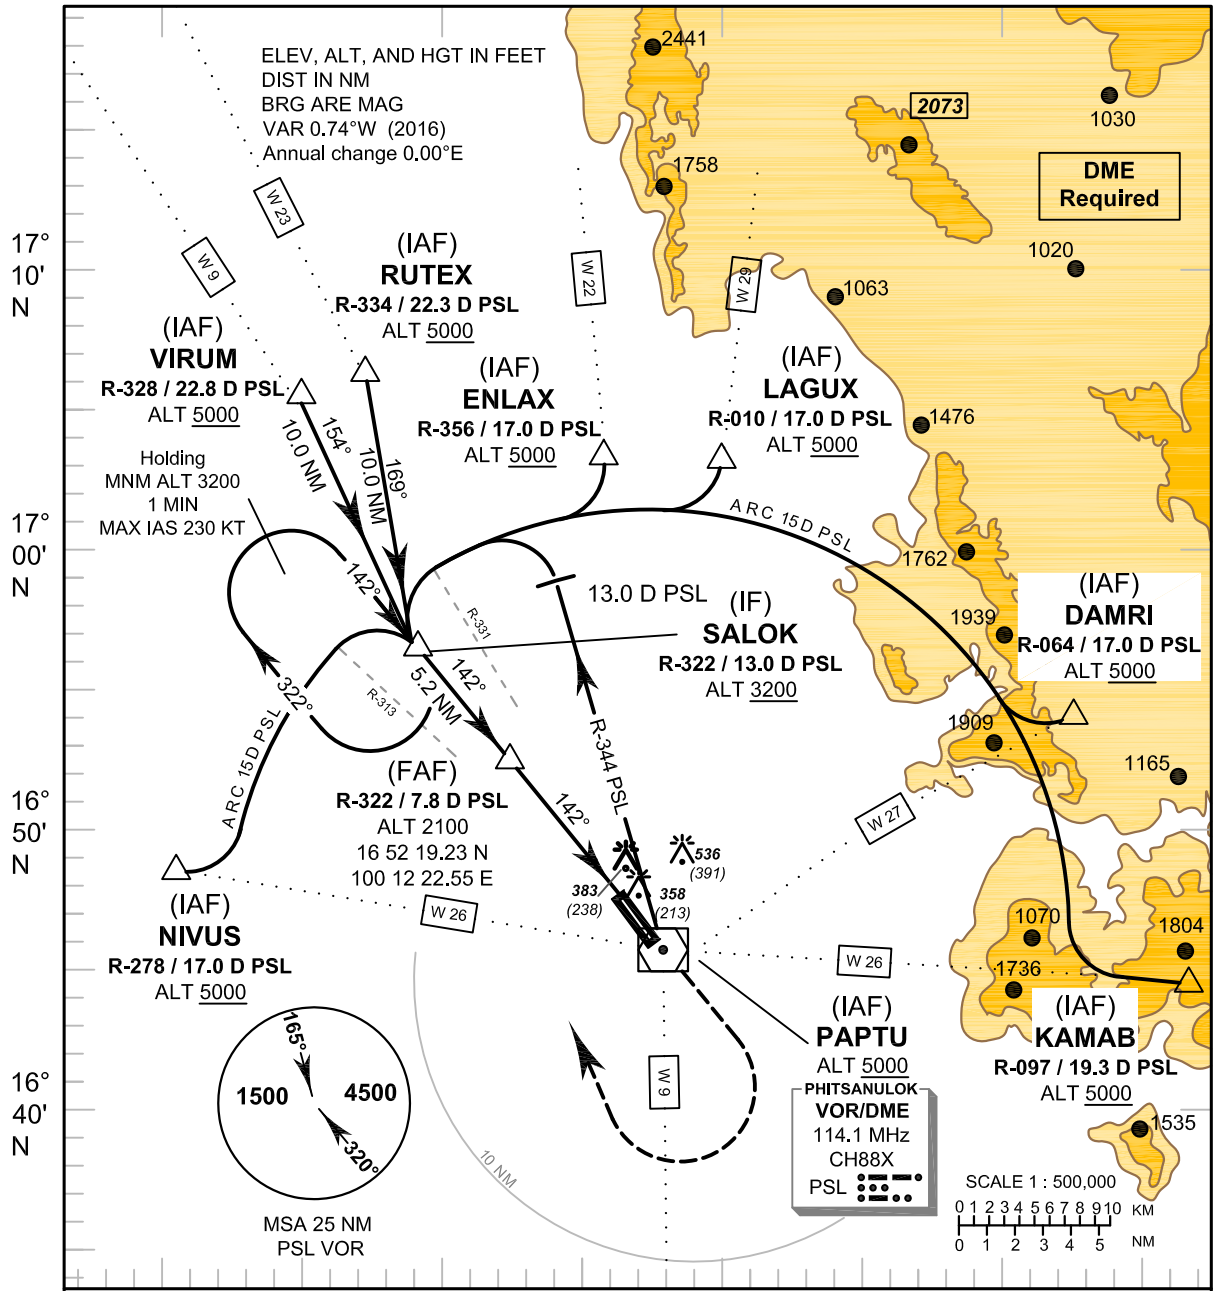 ELEV, ALT, AND HGT IN FEET
DIST IN NM
BRG ARE MAG
VAR 0.74°W (2016)
Annual change 0.00°E
2441
2073
1030
1758
DME
Required
W 23
W 9
W 22
W 29
17°
10'
N
1020
1063
(IAF)
RUTEX
R-334 / 22.3 D PSL
ALT 5000
(IAF)
VIRUM
R-328 / 22.8 D PSL
ALT 5000
(IAF)
ENLAX
R-356 / 17.0 D PSL
ALT 5000
(IAF)
LAGUX
R-010 / 17.0 D PSL
ALT 5000
1476
154°
10.0 NM
169°
10.0 NM
Holding
MNM ALT 3200
1 MIN
MAX IAS 230 KT
ARC 15D PSL
17°
00'
N
1762
142°
13.0 D PSL
R-331
(IF)
SALOK
R-322 / 13.0 D PSL
ALT 3200
1939
(IAF)
DAMRI
R-064 / 17.0 D PSL
ALT 5000
142°
5.2 NM
322°
R-313
ARC 15D PSL
R-344 PSL
1909
1165
(FAF)
R-322 / 7.8 D PSL
ALT 2100
16 52 19.23 N
100 12 22.55 E
142°
W 27
16°
50'
N
536
(391)
383
(238)
358
(213)
(IAF)
NIVUS
R-278 / 17.0 D PSL
ALT 5000
W 26
1070
1804
1736
W 26
(IAF)
PAPTU
ALT 5000
(IAF)
KAMAB
R-097 / 19.3 D PSL
ALT 5000
165°
1500
4500
320°
MSA 25 NM
PSL VOR
16°
40'
N
10 NM
W 9
PHITSANULOK
VOR/DME
114.1 MHz
CH88X
PSL
1535
SCALE 1 : 500,000
0 1 2 3 4 5 6 7 8 9 10 KM
0 1 2 3 4 5 NM